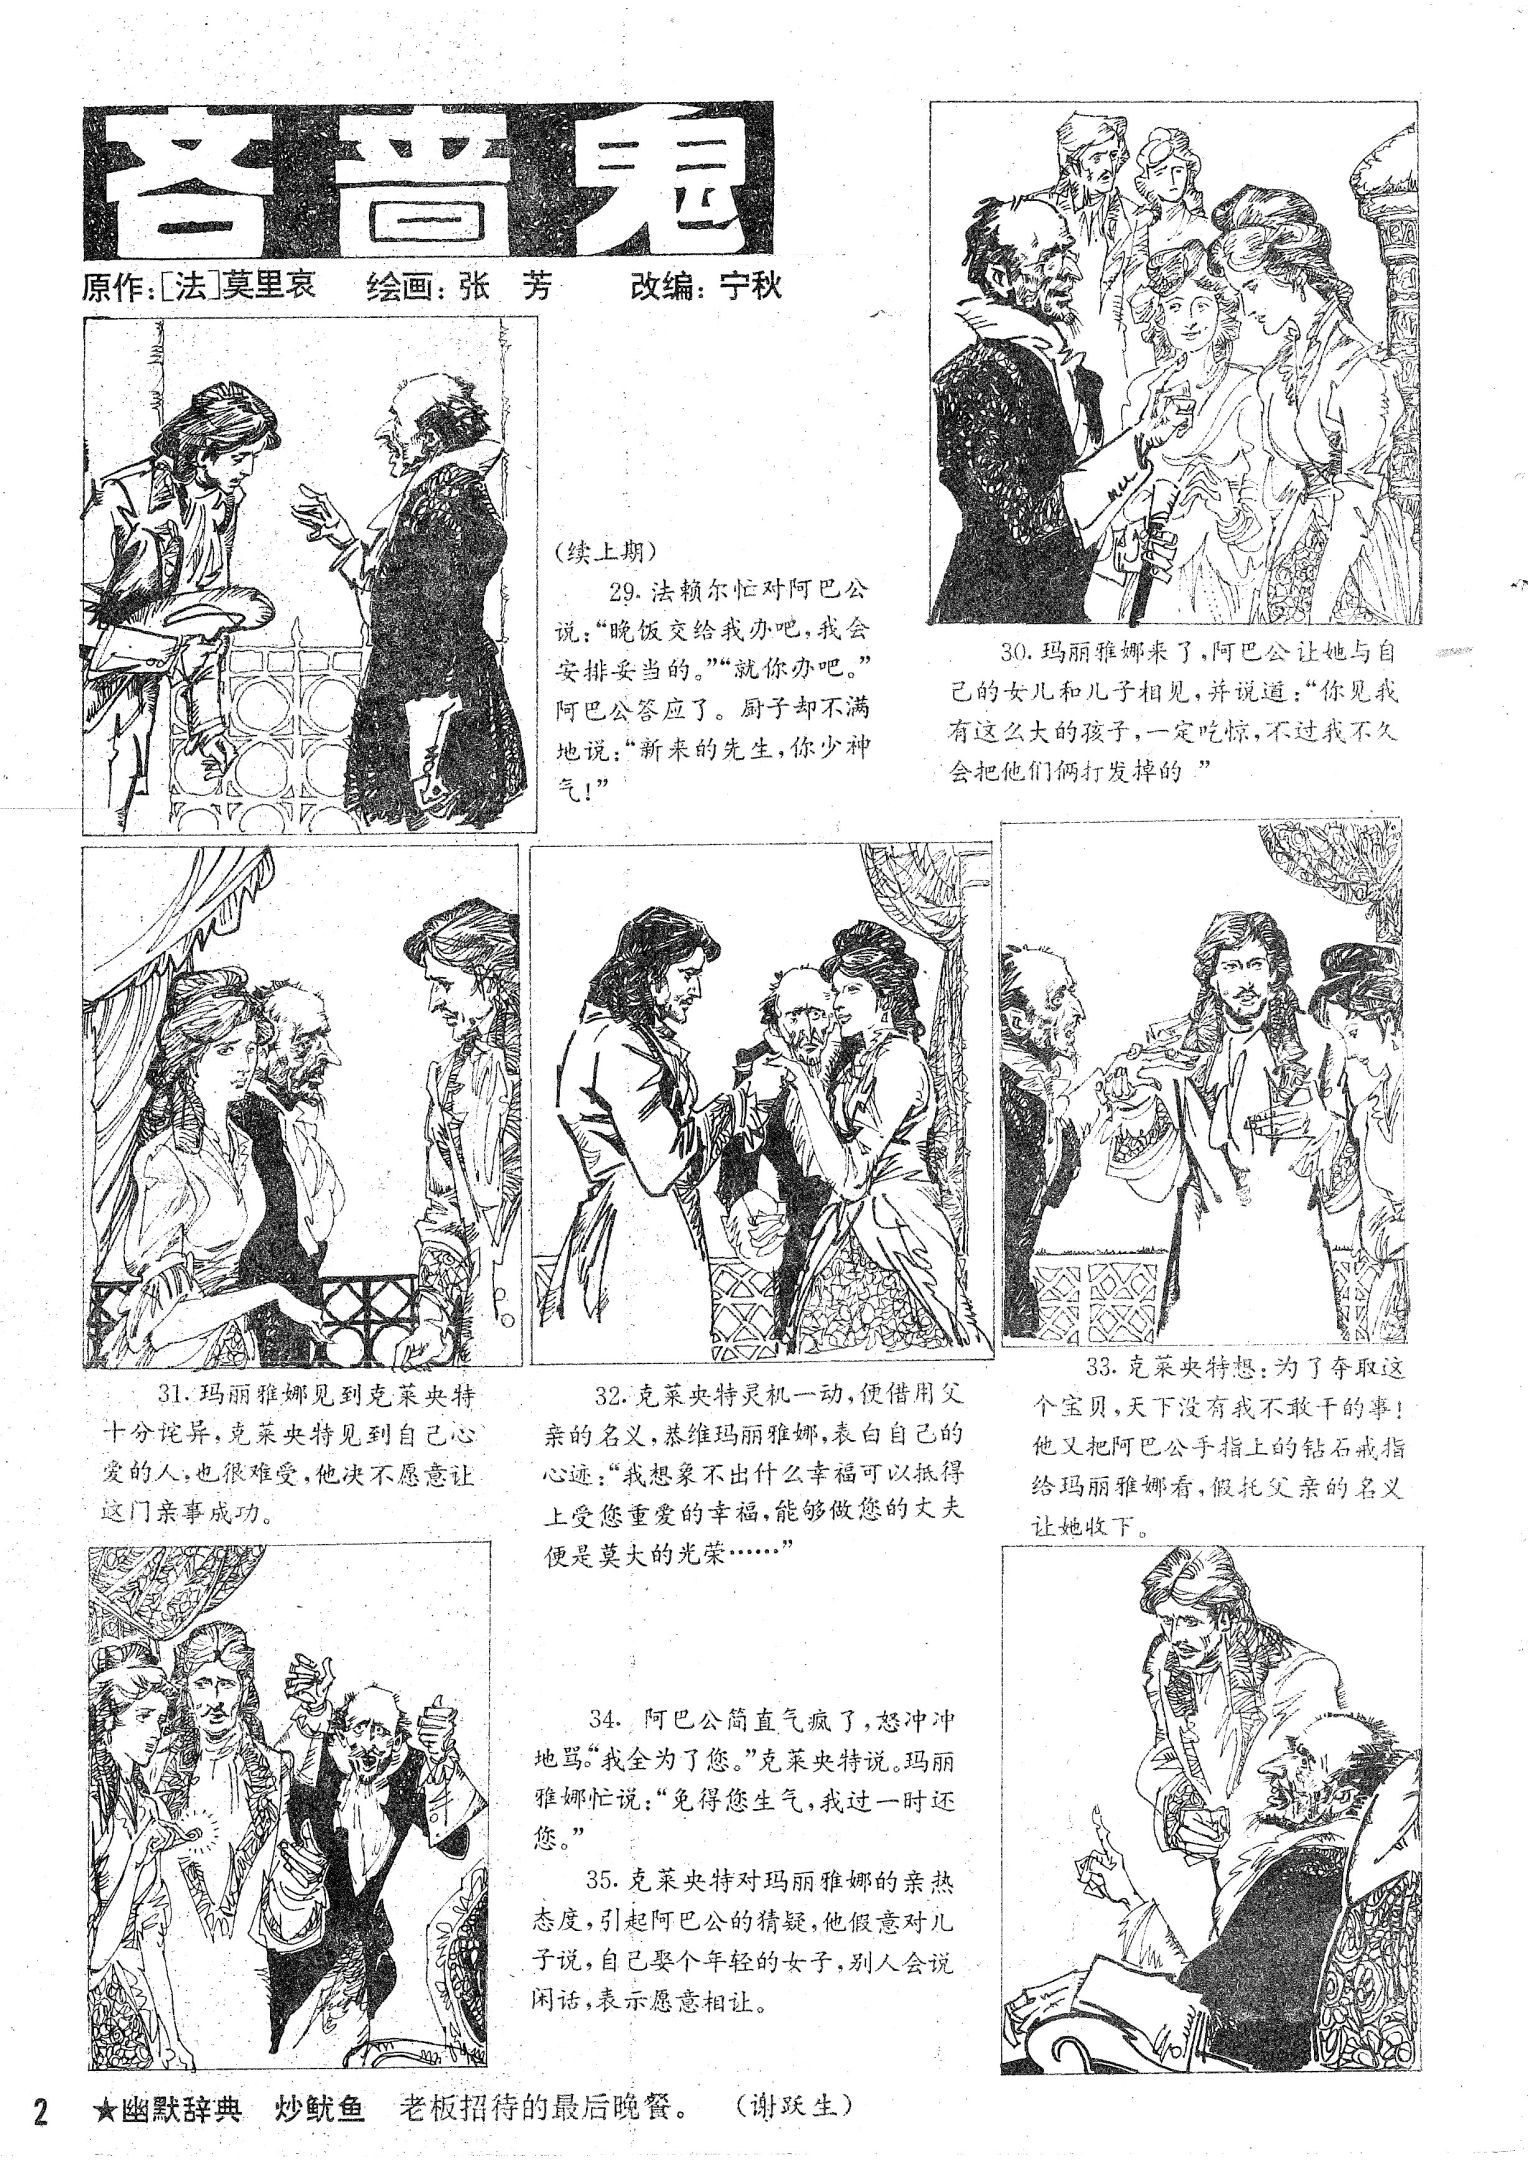 吝啬鬼
原作：[法]莫里哀 绘画：张 芳 改编：宁秋
（续上期）
29. 法赖尔忙对阿巴公
说：“晚饭交给我办吧，我会
安排妥当的。”“就你办吧。”
阿巴公答应了。厨子却不满
地说：“新来的先生，你少神
气！”
30. 玛丽雅娜来了，阿巴公让她与自
己的女儿和儿子相见，并说道：“你见我
有这么大的孩子，一定吃惊，不过我不久
会把他们俩打发掉的 ”
31. 玛丽雅娜见到克莱央特
十分诧异，克莱央特见到自己心
爱的人，也很难受，他决不愿意让
这门亲事成功。
32. 克莱央特灵机一动，便借用父
亲的名义，恭维玛丽雅娜，表白自己的
心迹：“我想象不出什么幸福可以抵得
上受您重爱的幸福，能够做您的丈夫
便是莫大的光荣……”
33. 克莱央特想：为了夺取这
个宝贝，天下没有我不敢干的事！
他又把阿巴公手指上的钻石戒指
给玛丽雅娜看，假托父亲的名义
让她收下。
34. 阿巴公简直气疯了，怒冲冲
地骂。“我全为了您。”克莱央特说。玛丽
雅娜忙说：“免得您生气，我过一时还
您。”
35. 克莱央特对玛丽雅娜的亲热
态度，引起阿巴公的猜疑，他假意对儿
子说，自己娶个年轻的女子，别人会说
闲话，表示愿意相让。
2 ★幽默辞典 炒鱿鱼 老板招待的最后晚餐。 （谢跃生）